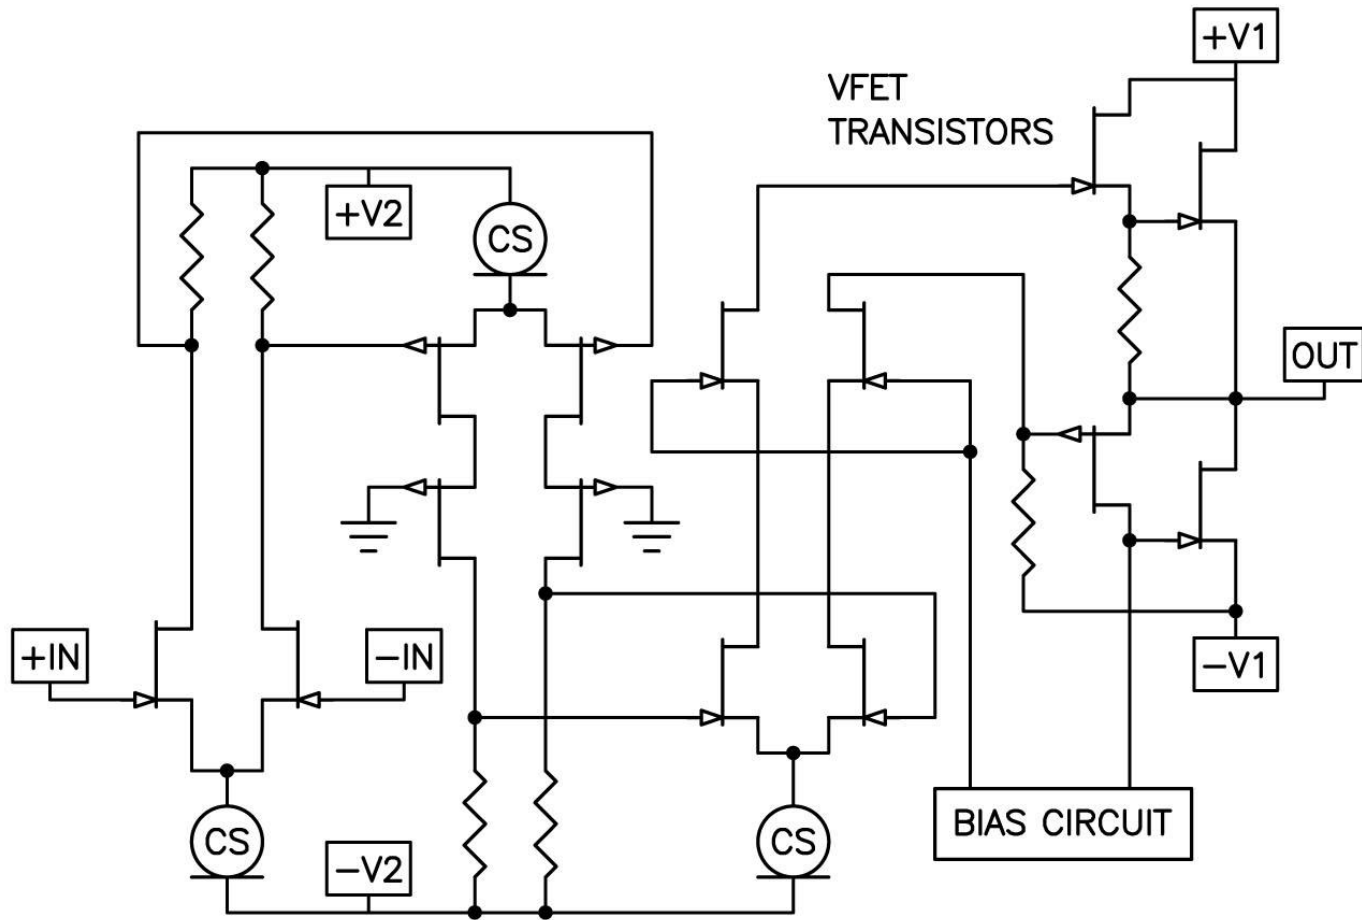 +V1
VFET
TRANSISTORS
+V2
CS
OUT
+IN
−IN
−V1
BIAS CIRCUIT
CS
CS
−V2